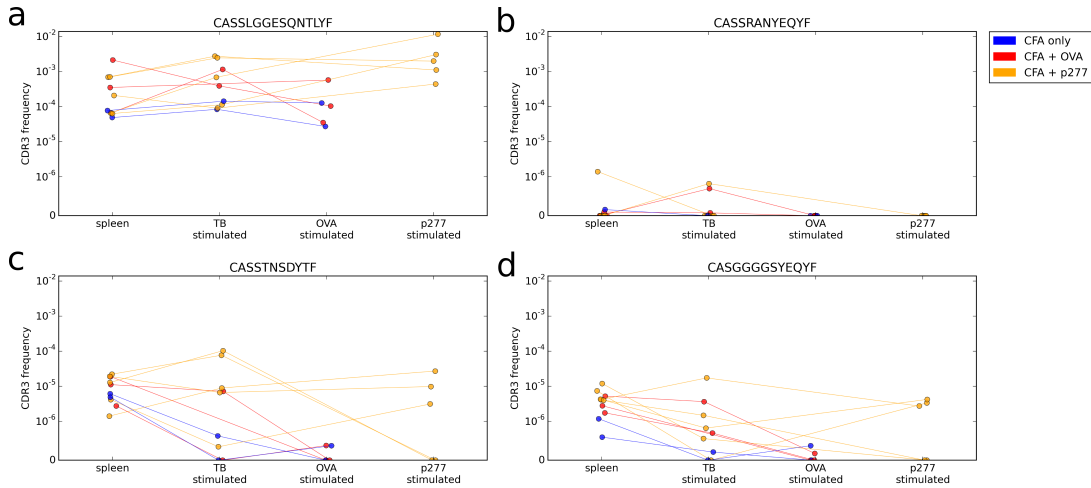 a
CASSLGGESQNTLYF
CDR3 frequency
10^-2
10^-3
10^-4
10^-5
10^-6
0
spleen
TB
stimulated
OVA
stimulated
p277
stimulated
b
CASSRANYEQYF
CDR3 frequency
10^-2
10^-3
10^-4
10^-5
10^-6
0
spleen
TB
stimulated
OVA
stimulated
p277
stimulated
CFA only
CFA + OVA
CFA + p277
c
CASSTNSDYTF
CDR3 frequency
10^-2
10^-3
10^-4
10^-5
10^-6
0
spleen
TB
stimulated
OVA
stimulated
p277
stimulated
d
CASGGGGSYEQYF
CDR3 frequency
10^-2
10^-3
10^-4
10^-5
10^-6
0
spleen
TB
stimulated
OVA
stimulated
p277
stimulated